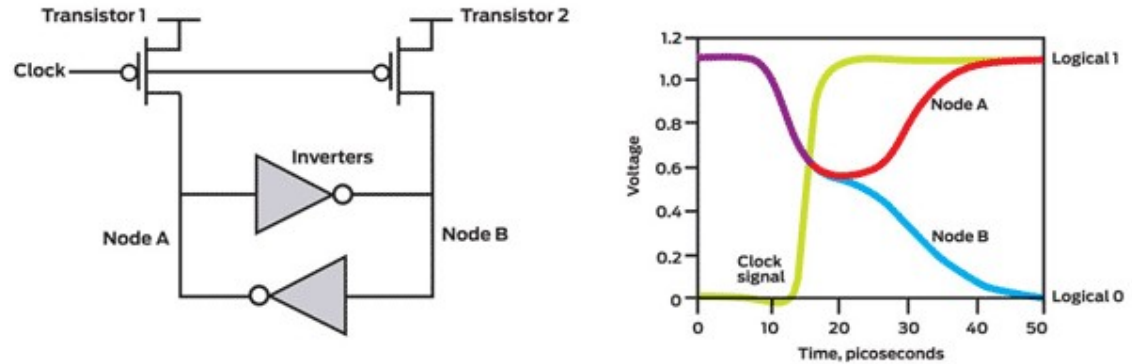 Transistor 1
Transistor 2
Clock
Inverters
Node A
Node B
1.2
1.0
0.8
0.6
0.4
0.2
0
Voltage
Logical 1
Node A
Node B
Clock
signal
Logical 0
0
10
20
30
40
50
Time, picoseconds